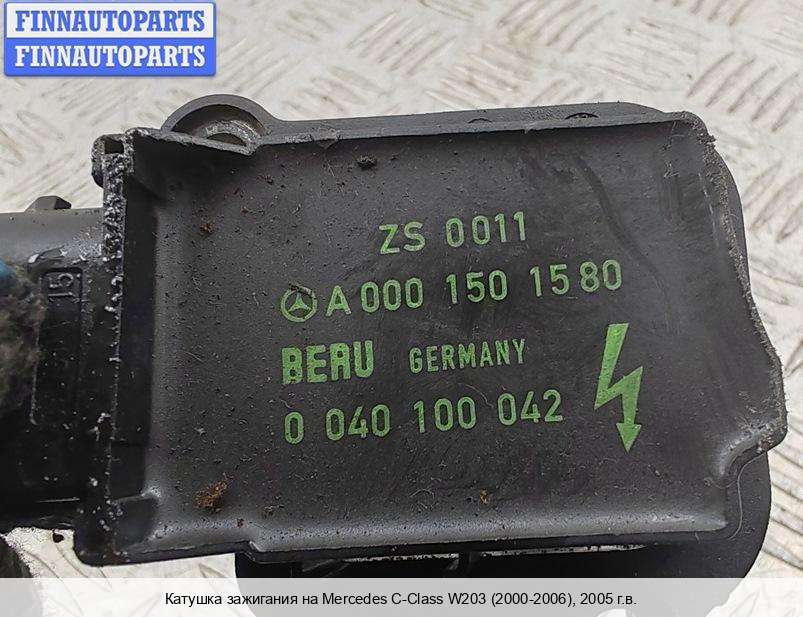 FINNAUTOPARTS
FINNAUTOPARTS
ZS 0011
A 000 150 15 80
BERU GERMANY
0 040 100 042
15
Катушка зажигания на Mercedes C-Class W203 (2000-2006), 2005 г.в.